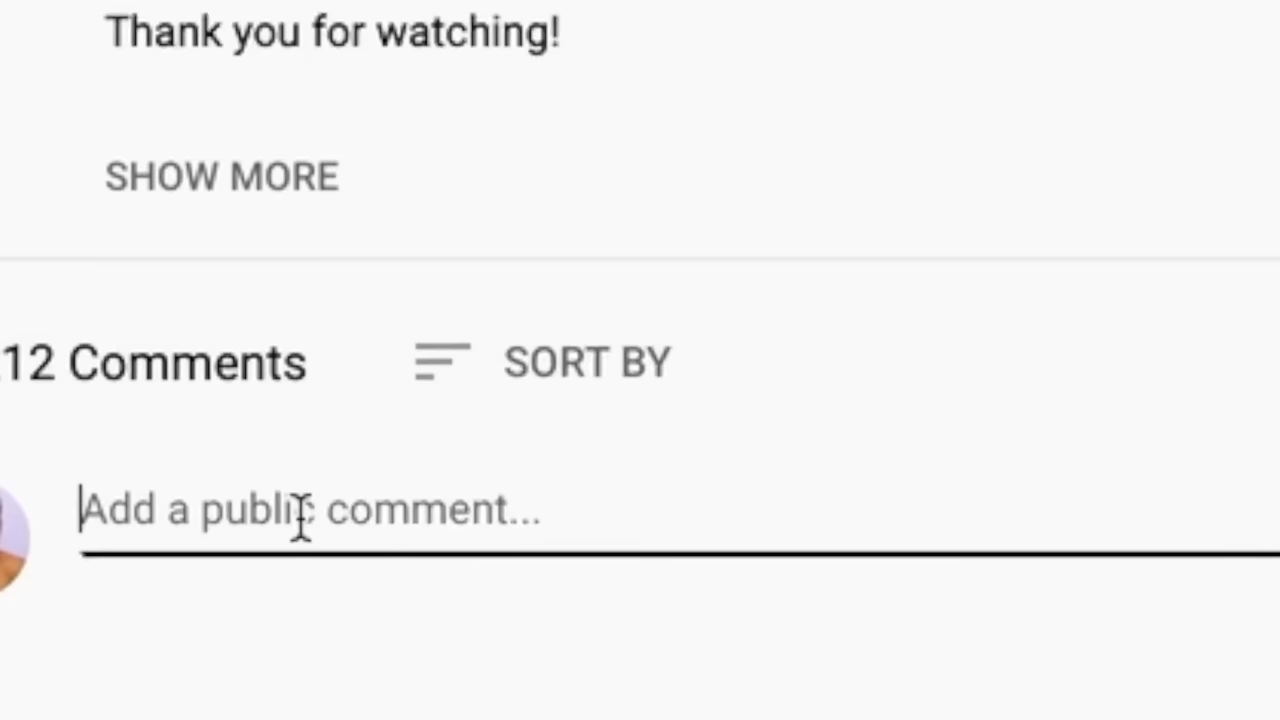 Thank you for watching!
SHOW MORE
12 Comments SORT BY
Add a public comment...